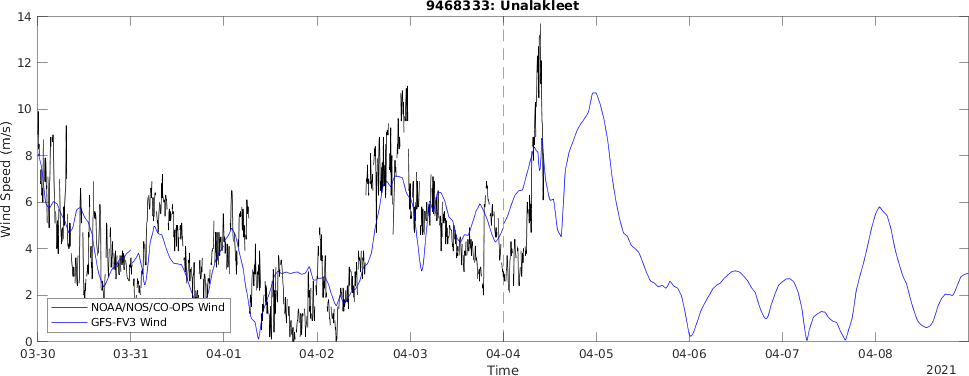 9468333: Unalakleet
Wind Speed (m/s)
14
12
10
8
6
4
2
0
NOAA/NOS/CO-OPS Wind
GFS-FV3 Wind
03-30 03-31 04-01 04-02 04-03 04-04 04-05 04-06 04-07 04-08
Time
2021